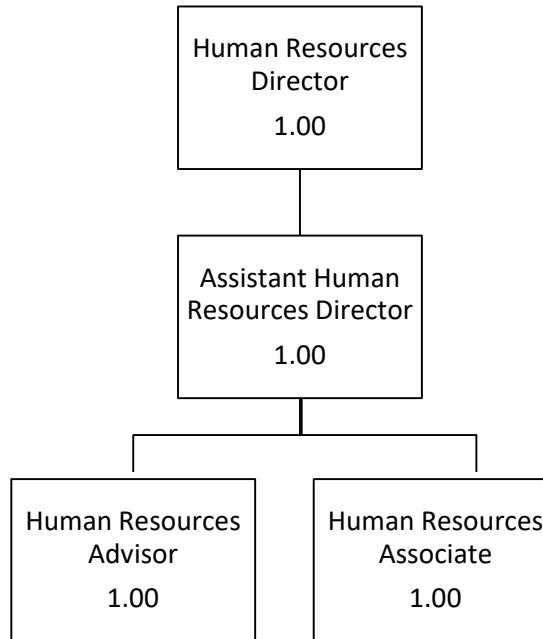 Human Resources
Director
1.00
Assistant Human
Resources Director
1.00
Human Resources
Advisor
1.00
Human Resources
Associate
1.00